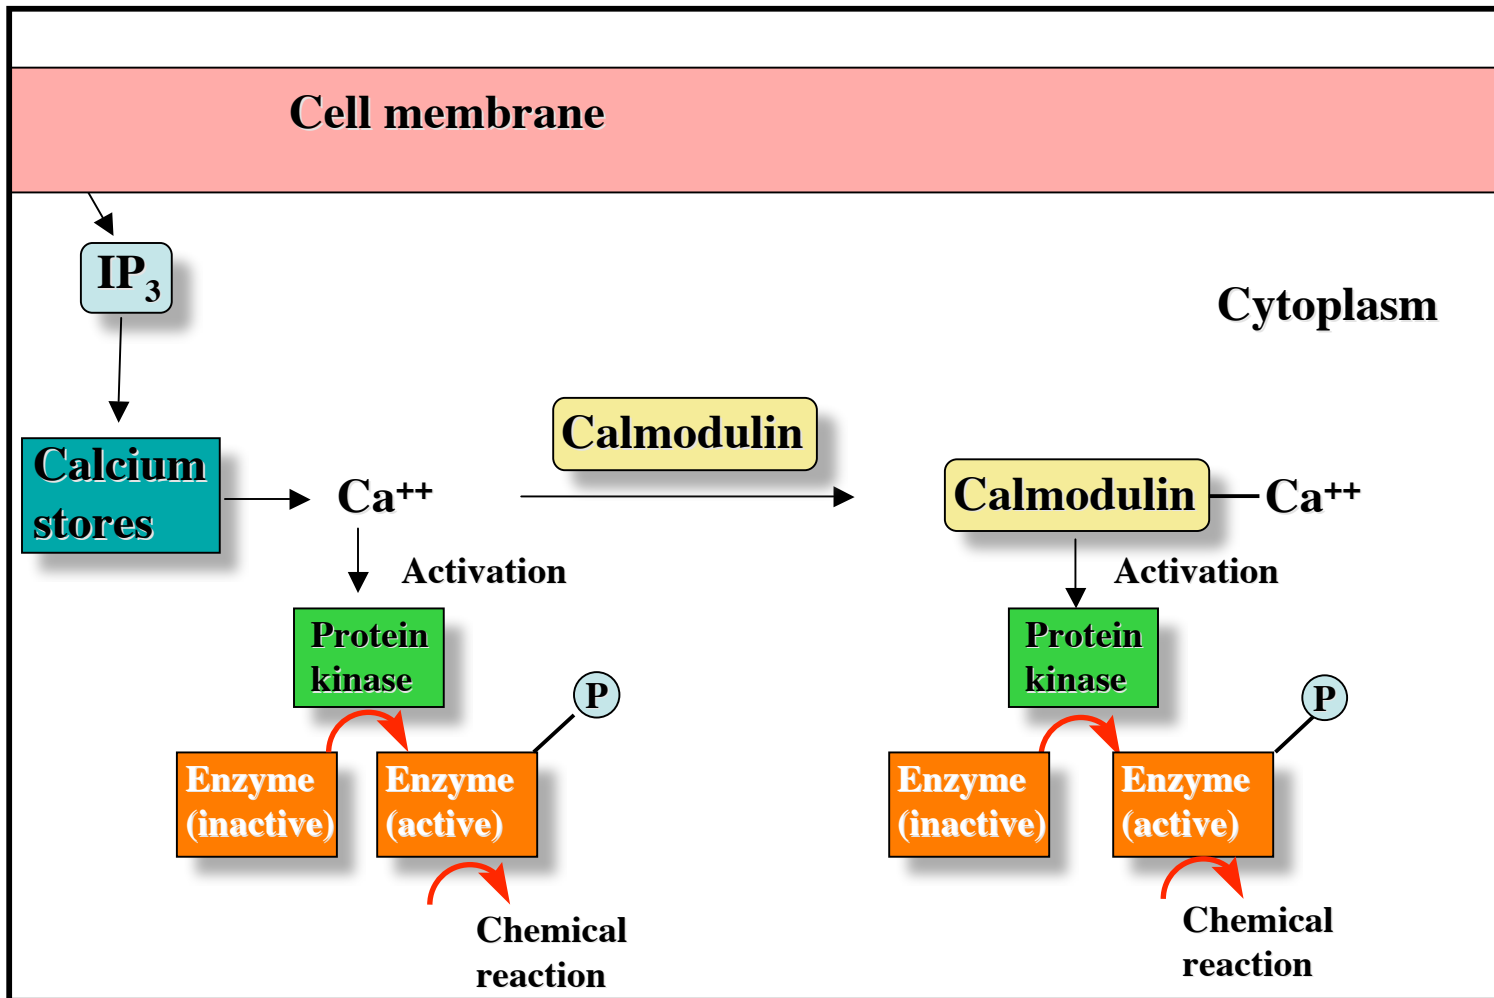 Cell membrane
IP3
Cytoplasm
Calcium
stores
Ca++
Calmodulin
Calmodulin
Ca++
Activation
Activation
Protein
kinase
Protein
kinase
P
P
Enzyme
(inactive)
Enzyme
(active)
Enzyme
(inactive)
Enzyme
(active)
Chemical
reaction
Chemical
reaction